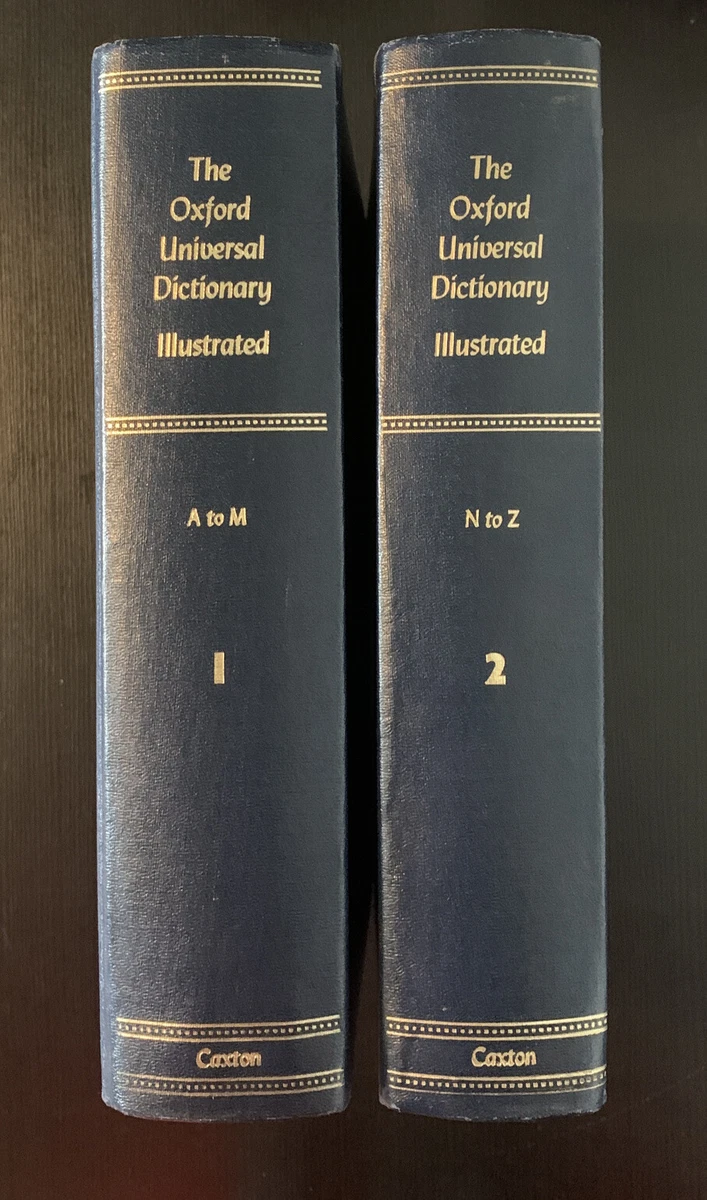 The
Oxford
Universal
Dictionary
Illustrated
A to M
1
Caxton
The
Oxford
Universal
Dictionary
Illustrated
N to Z
2
Caxton